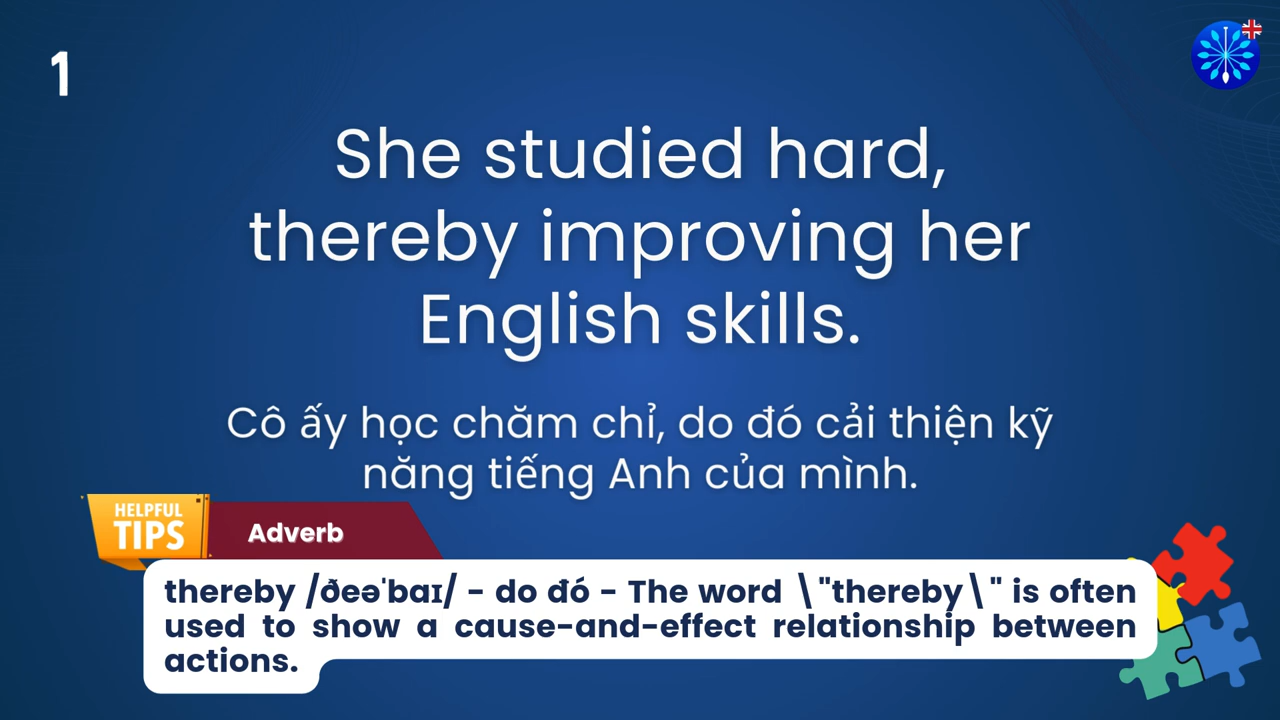 1
She studied hard,
thereby improving her
English skills.
Cô ấy học chăm chỉ, do đó cải thiện kỹ
năng tiếng Anh của mình.
HELPFUL
TIPS
Adverb
thereby /ðeəˈbaɪ/ - do đó - The word \"thereby\" is often
used to show a cause-and-effect relationship between
actions.